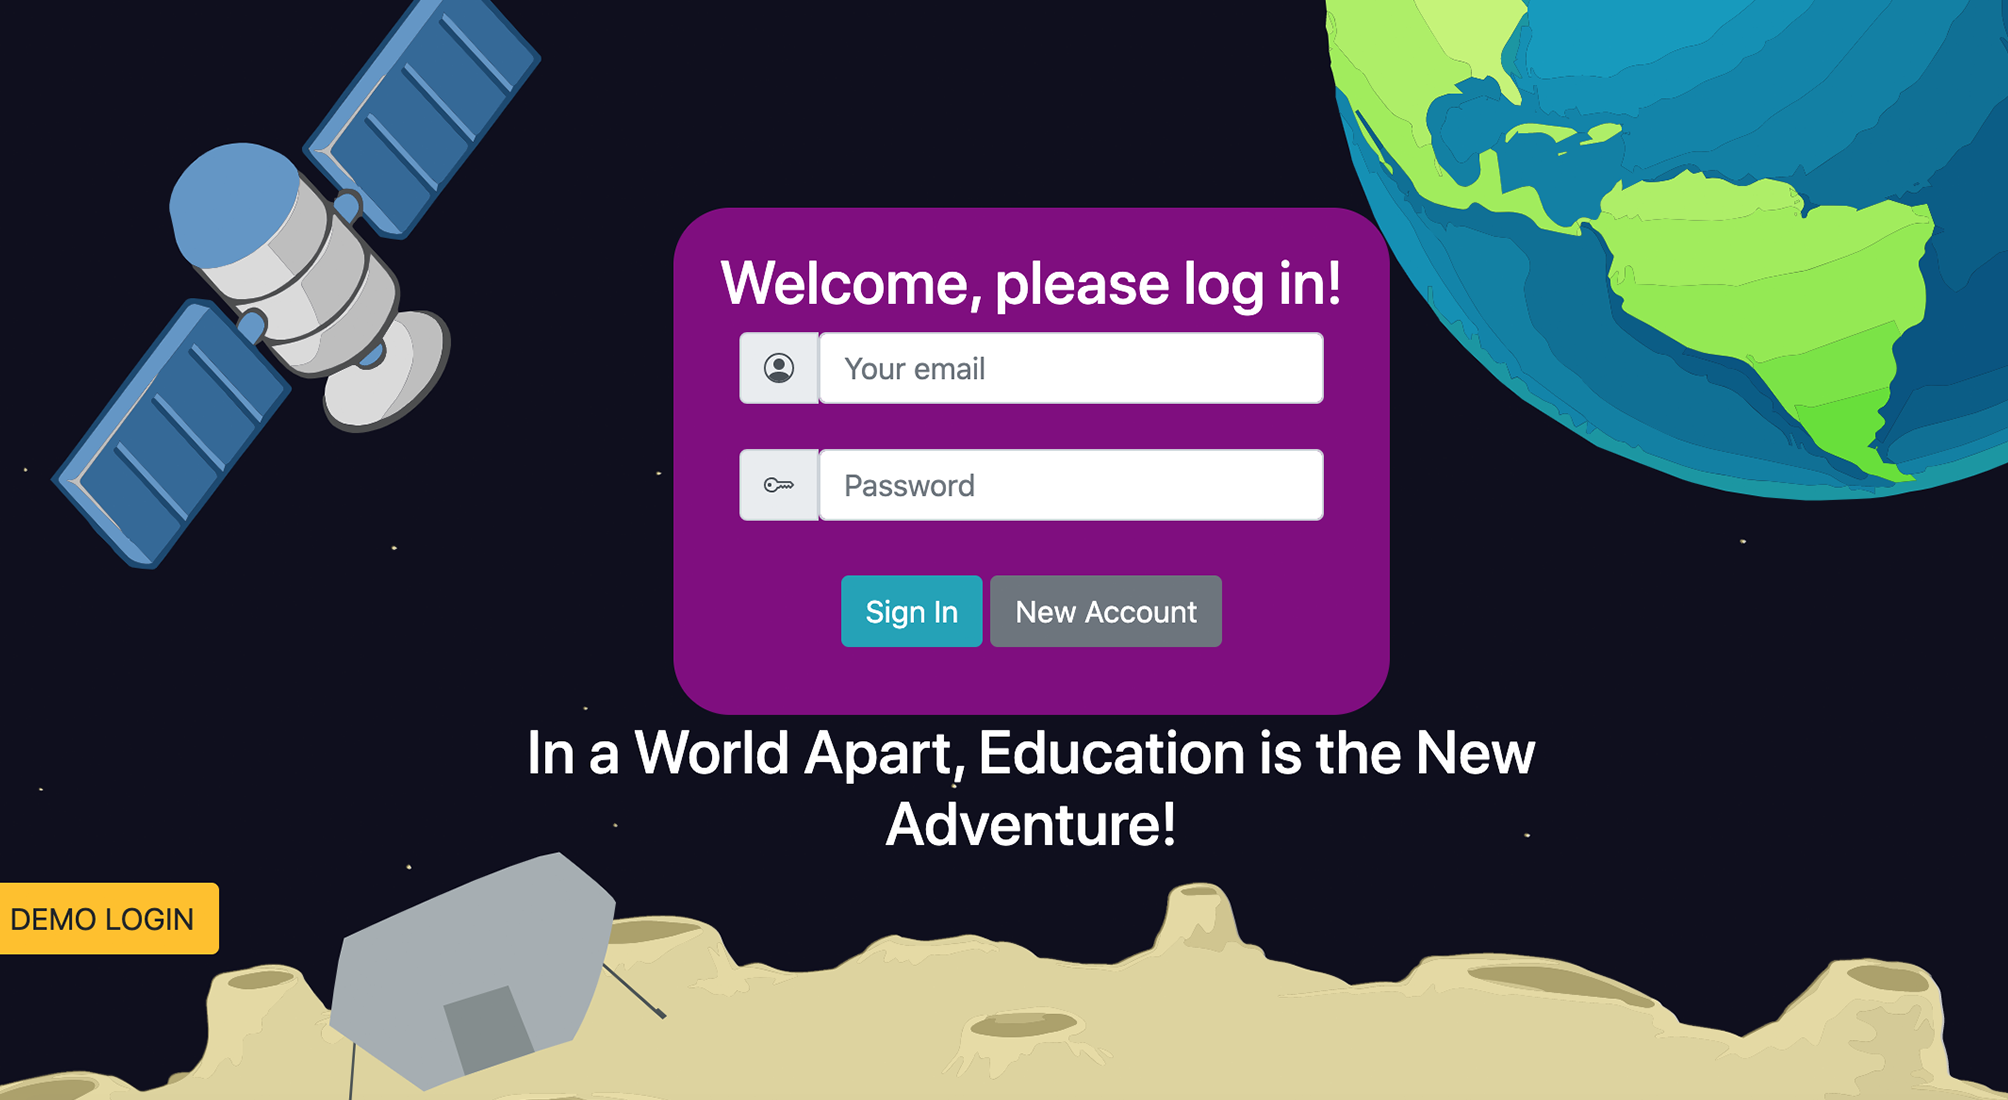 Welcome, please log in!
Your email
Password
Sign In New Account
In a World Apart, Education is the New
Adventure!
DEMO LOGIN